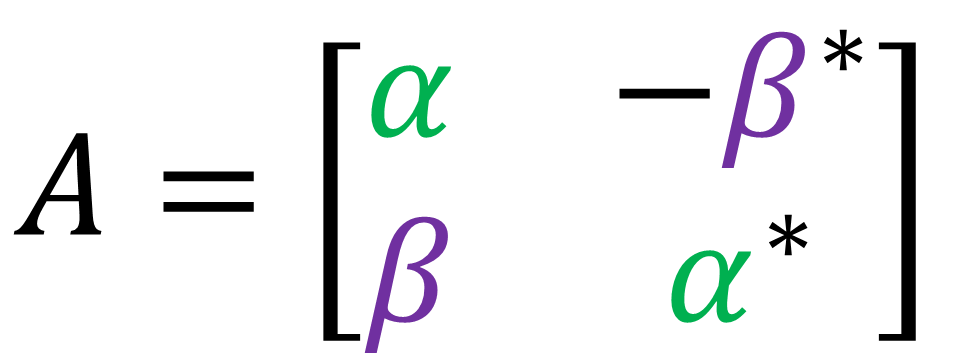 A = [ α −β*
β α* ]